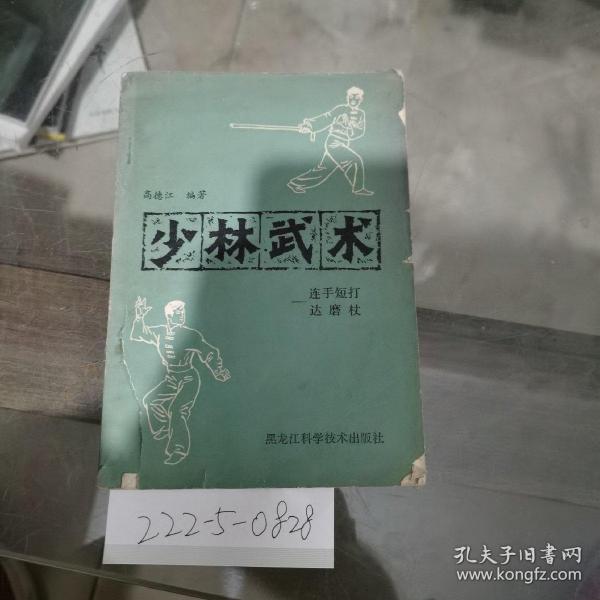 高德江 编著
少林武术
——连手短打
达磨杖
黑龙江科学技术出版社
222-5-0828
孔夫子旧书网
www.kongfz.com